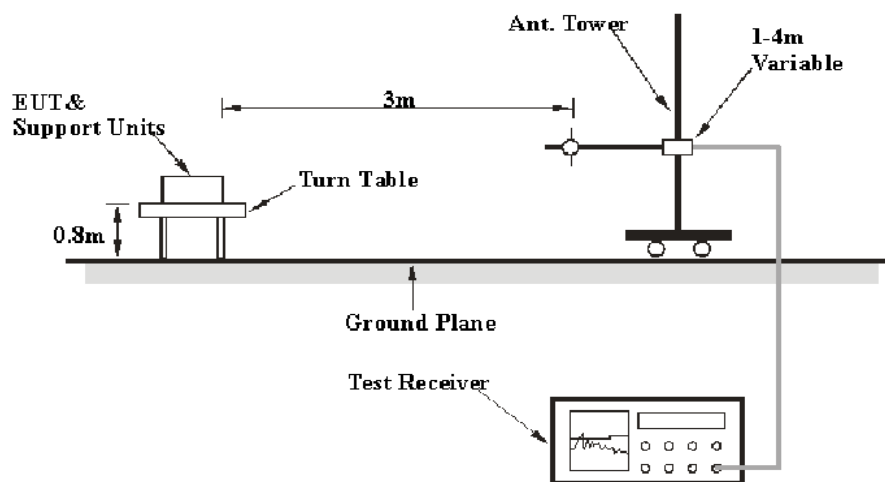 Ant. Tower
1-4m
Variable
3m
EUT &
Support Units
Turn Table
0.8m
Ground Plane
Test Receiver